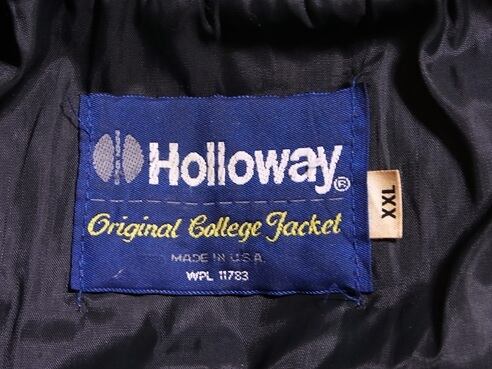 Holloway®
Original College Jacket
MADE IN U.S.A.
WPL 11783
XXL